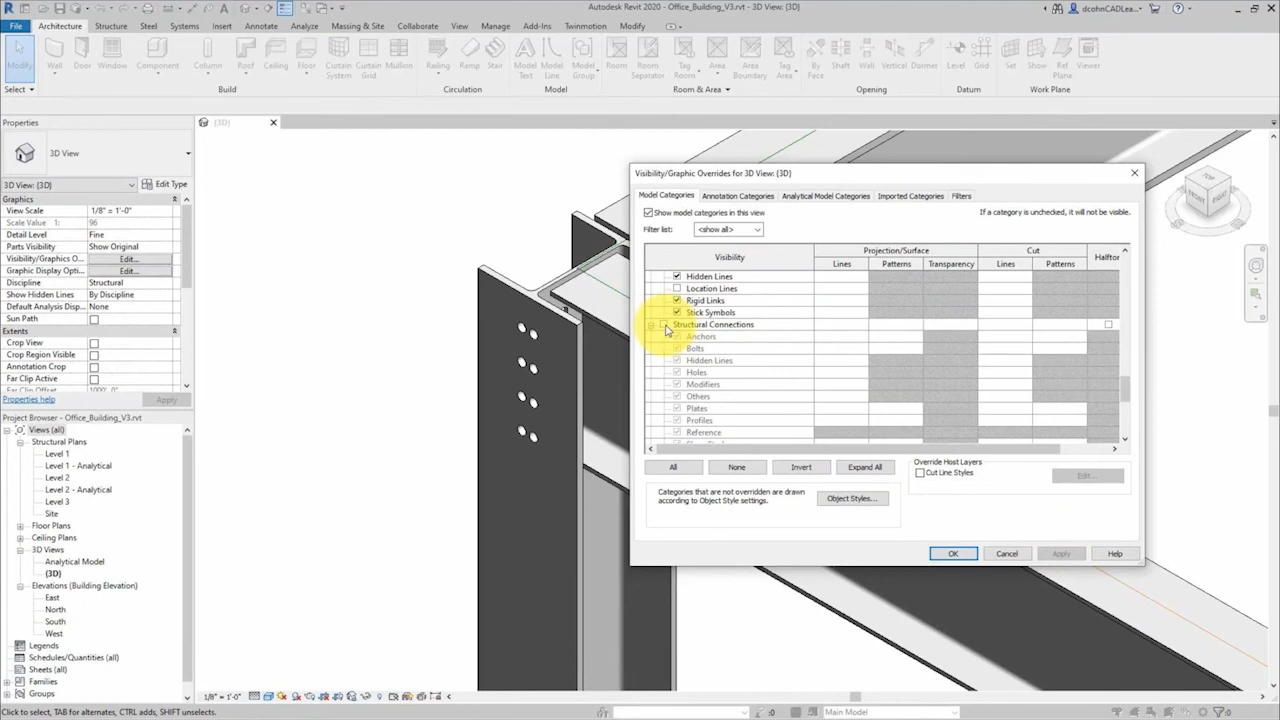 Autodesk Revit 2020 - Office_Building_V3.rvt - 3D View: {3D}
dcohnCADLea...
File Architecture Structure Steel Systems Insert Annotate Analyze Massing & Site Collaborate View Manage Add-Ins Twinmotion Modify
Modify Wall Door Window Component Column Roof Ceiling Floor Curtain System Curtain Grid Mullion Railing Ramp Stair Model Text Model Line Model Group Room Room Separator Tag Room Area Area Boundary Tag Area By Face Shaft Wall Vertical Dormer Level Grid Set Show Ref Plane Viewer
Select Build Circulation Model Room & Area Opening Datum Work Plane
Properties
{3D}
3D View
3D View: {3D} Edit Type
Graphics
View Scale 1/8" = 1'-0"
Scale Value 1: 96
Detail Level Fine
Parts Visibility Show Original
Visibility/Graphics O... Edit...
Graphic Display Opti... Edit...
Discipline Structural
Show Hidden Lines By Discipline
Default Analysis Disp... None
Sun Path
Extents
Crop View
Crop Region Visible
Annotation Crop
Far Clip Active
Far Clip Offset 1000' 0"
Properties help Apply
Project Browser - Office_Building_V3.rvt
Views (all)
Structural Plans
Level 1
Level 1 - Analytical
Level 2
Level 2 - Analytical
Level 3
Site
Floor Plans
Ceiling Plans
3D Views
Analytical Model
{3D}
Elevations (Building Elevation)
East
North
South
West
Legends
Schedules/Quantities (all)
Sheets (all)
Families
Groups
Visibility/Graphic Overrides for 3D View: {3D}
Model Categories Annotation Categories Analytical Model Categories Imported Categories Filters
Show model categories in this view
If a category is unchecked, it will not be visible.
Filter list: <show all>
Visibility Projection/Surface Cut Halfton
Lines Patterns Transparency Lines Patterns
Hidden Lines
Location Lines
Rigid Links
Stick Symbols
Structural Connections
Anchors
Bolts
Hidden Lines
Holes
Modifiers
Others
Plates
Profiles
Reference
All None Invert Expand All
Override Host Layers
Cut Line Styles Edit...
Categories that are not overridden are drawn
according to Object Style settings.
Object Styles...
OK Cancel Apply Help
TOP
FRONT
RIGHT
1/8" = 1'-0"
Click to select, TAB for alternates, CTRL adds, SHIFT unselects.
:0
Main Model
:0